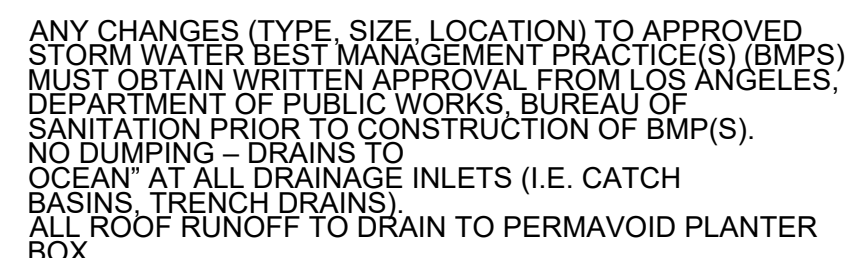 ANY CHANGES (TYPE, SIZE, LOCATION) TO APPROVED
STORM WATER BEST MANAGEMENT PRACTICE(S) (BMPS)
MUST OBTAIN WRITTEN APPROVAL FROM LOS ANGELES,
DEPARTMENT OF PUBLIC WORKS, BUREAU OF
SANITATION PRIOR TO CONSTRUCTION OF BMP(S).
NO DUMPING – DRAINS TO
OCEAN” AT ALL DRAINAGE INLETS (I.E. CATCH
BASINS, TRENCH DRAINS).
ALL ROOF RUNOFF TO DRAIN TO PERMAVOID PLANTER
BOX